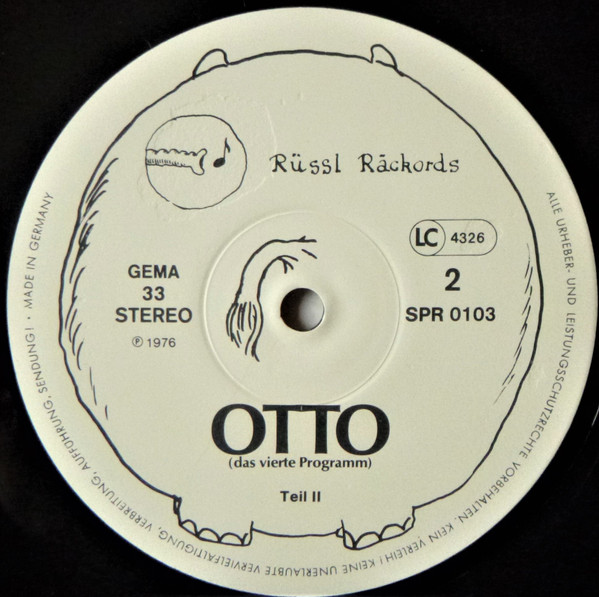 Rüssl Räckords
LC 4326
GEMA
33
STEREO
℗ 1976
2
SPR 0103
OTTO
(das vierte Programm)
Teil II
ALLE URHEBER- UND LEISTUNGSSCHUTZRECHTE VORBEHALTEN. KEIN VERLEIH! KEINE UNERLAUBTE VERVIELFÄLTIGUNG, VERBREITUNG, AUFFÜHRUNG, SENDUNG! · MADE IN GERMANY